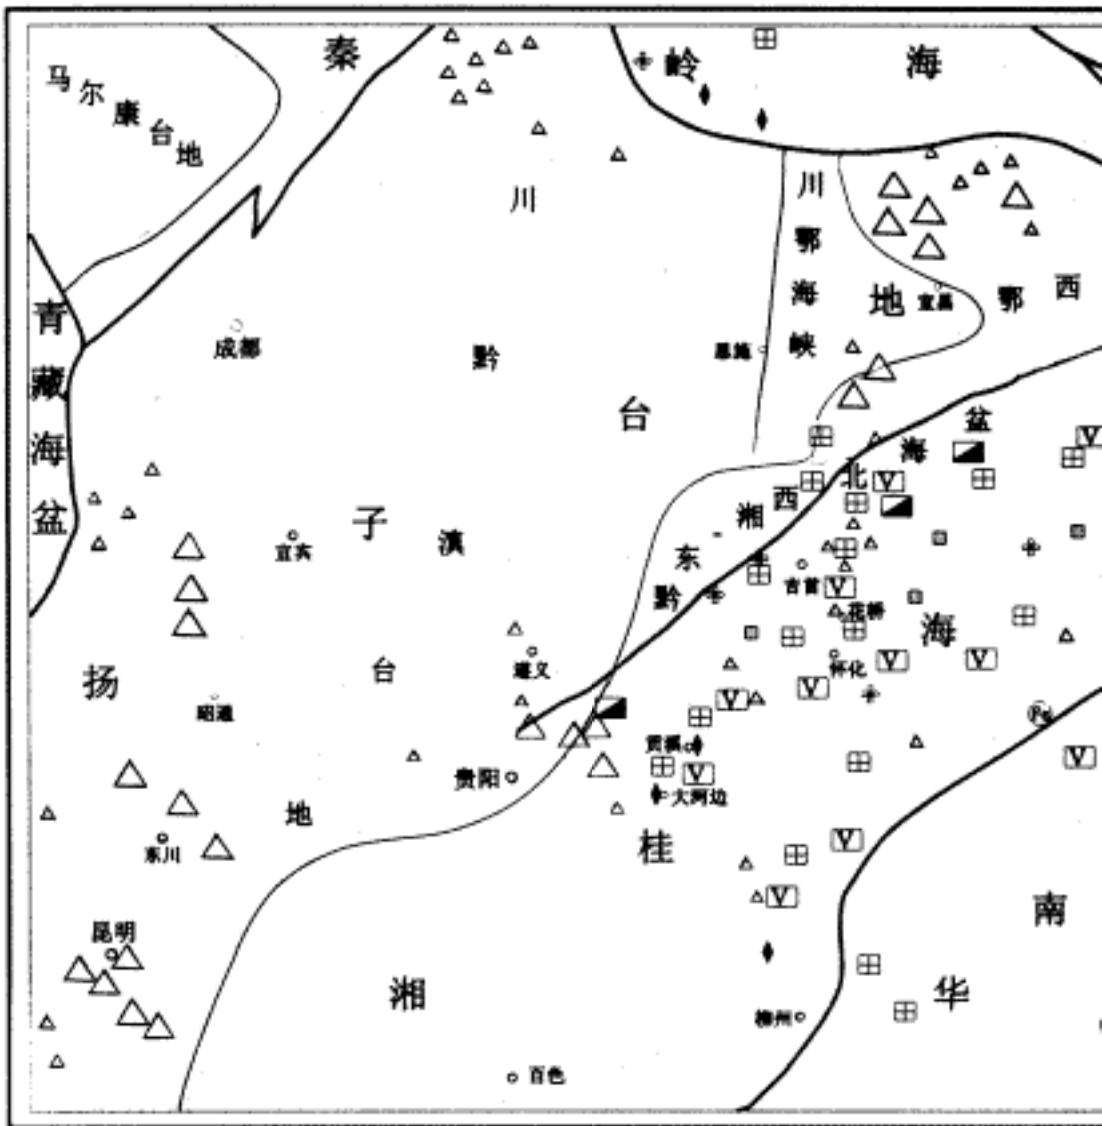 马尔康台地
秦岭海
川鄂海峡
鄂西
青藏海盆
成都
恩施
宜昌
川黔滇台地
扬子台地
宜宾
黔东湘西北海盆
吉首
花桥
怀化
遵义
昭通
贡溪
大河边
贵阳
东川
昆明
湘桂海
华南
柳州
百色
V
V
V
V
V
V
V
V
V
V
V
Fe